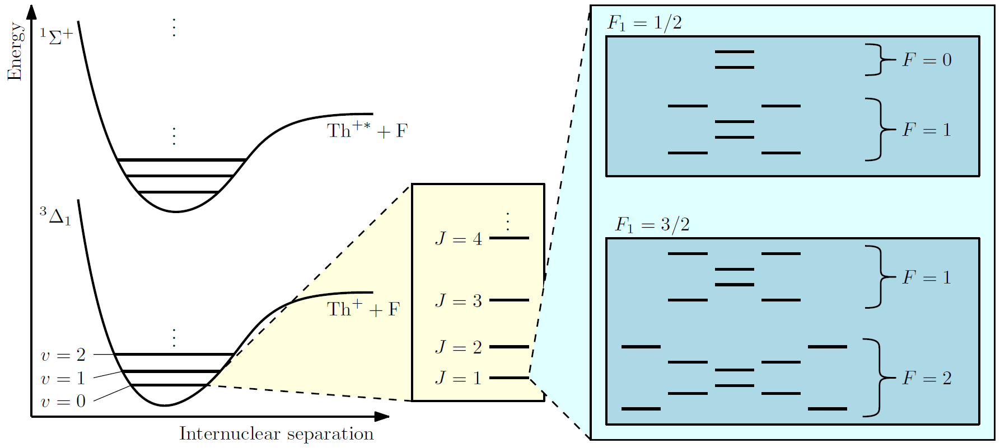 Energy
¹Σ⁺
⋮
⋮
Th⁺* + F
³Δ₁
Th⁺ + F
⋮
v = 2
v = 1
v = 0
Internuclear separation
⋮
J = 4
J = 3
J = 2
J = 1
F₁ = 1/2
F = 0
F = 1
F₁ = 3/2
F = 1
F = 2